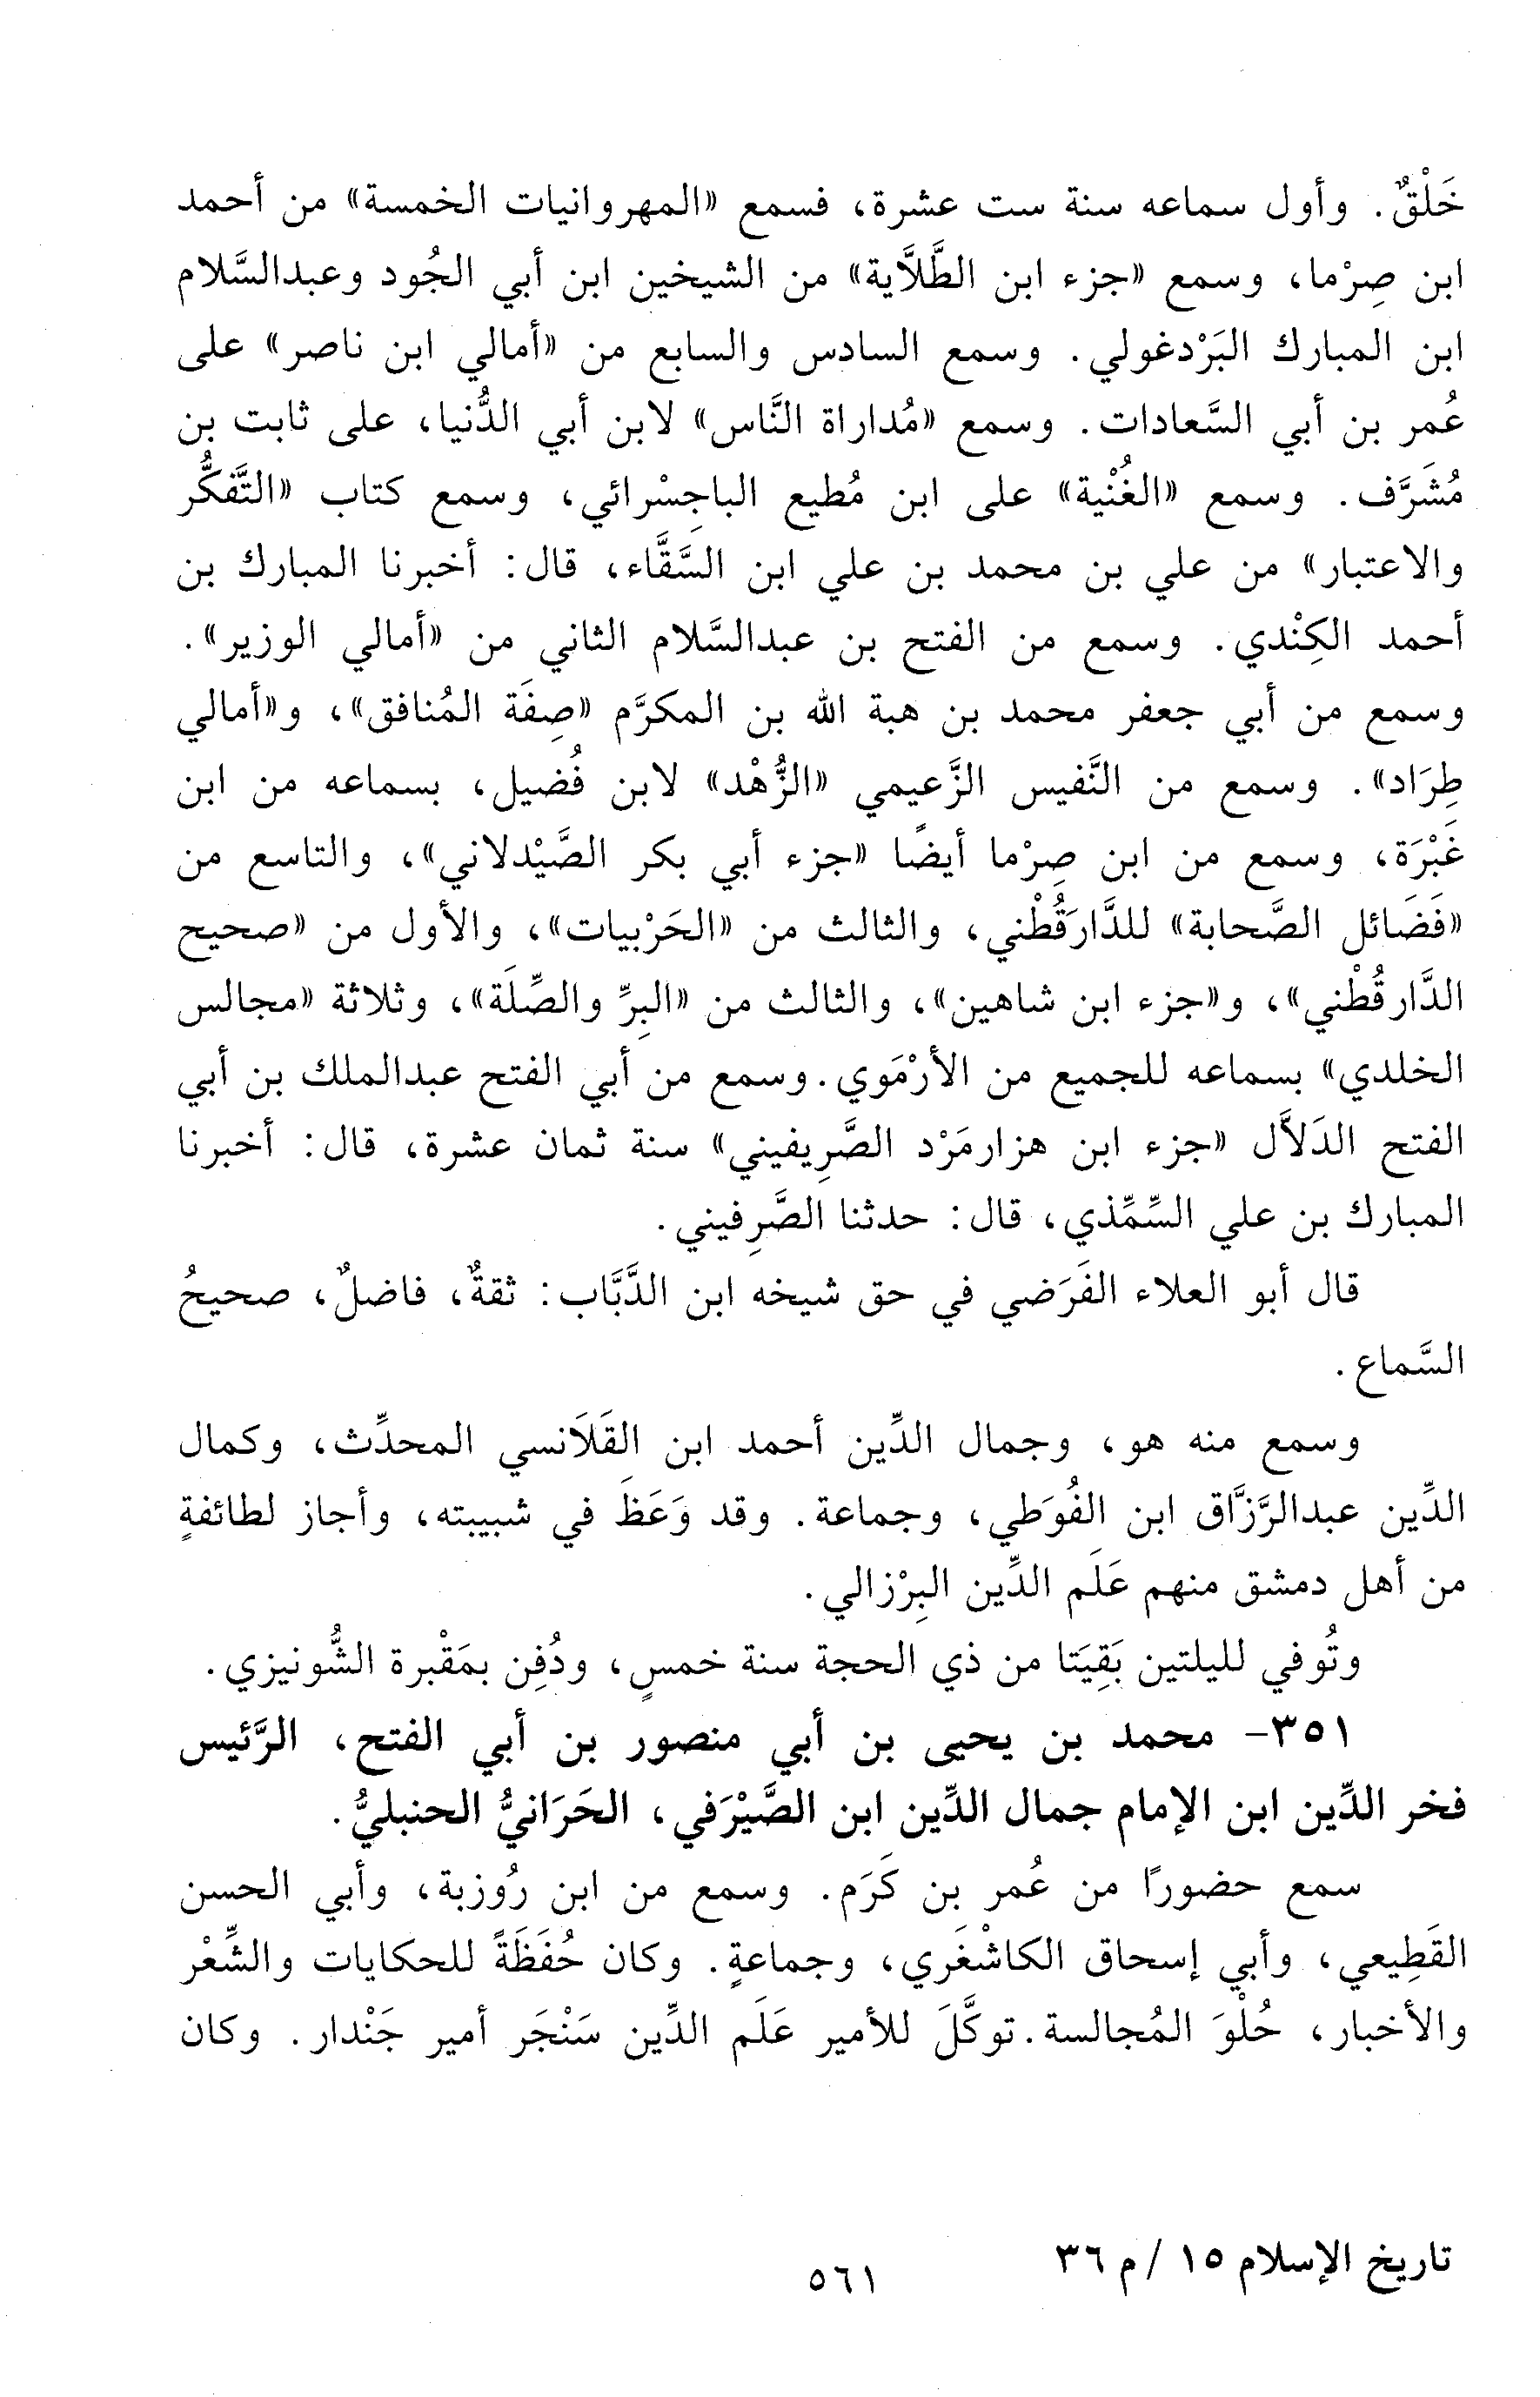 خَلْقٌ. وأول سماعه سنة ست عشرة، فسمع «المهروانيات الخمسة» من أحمد
ابن صِرْما، وسمع «جزء ابن الطَّلَّاية» من الشيخين ابن أبي الجُود وعبدالسَّلام
ابن المبارك البَرْدغولي. وسمع السادس والسابع من «أمالي ابن ناصر» على
عُمر بن أبي السَّعادات. وسمع «مُداراة النَّاس» لابن أبي الدُّنيا، على ثابت بن
مُشَرَّف. وسمع «الغُنْية» على ابن مُطيع الباجِسْرائي، وسمع كتاب «التَّفكُّر
والاعتبار» من علي بن محمد بن علي ابن السَّقَّاء، قال: أخبرنا المبارك بن
أحمد الكِنْدي. وسمع من الفتح بن عبدالسَّلام الثاني من «أمالي الوزير».
وسمع من أبي جعفر محمد بن هبة الله بن المكرَّم «صِفَة المُنافق»، و«أمالي
طِرَاد». وسمع من النَّفيس الزَّعيمي «الزُّهْد» لابن فُضيل، بسماعه من ابن
غَبْرَة، وسمع من ابن صِرْما أيضًا «جزء أبي بكر الصَّيْدلاني»، والتاسع من
«فَضَائل الصَّحابة» للدَّارَقُطْني، والثالث من «الحَرْبيات»، والأول من «صحيح
الدَّارقُطْني»، و«جزء ابن شاهين»، والثالث من «البِرِّ والصِّلَة»، وثلاثة «مجالس
الخلدي» بسماعه للجميع من الأرْمَوي. وسمع من أبي الفتح عبدالملك بن أبي
الفتح الدَلاَّل «جزء ابن هزارمَرْد الصَّرِيفيني» سنة ثمان عشرة، قال: أخبرنا
المبارك بن علي السِّمِّذي، قال: حدثنا الصَّرِفيني.
قال أبو العلاء الفَرَضي في حق شيخه ابن الدَّبَّاب: ثقةٌ، فاضلٌ، صحيحُ
السَّماع.
وسمع منه هو، وجمال الدِّين أحمد ابن القَلَانسي المحدِّث، وكمال
الدِّين عبدالرَّزَّاق ابن الفُوَطي، وجماعة. وقد وَعَظَ في شبيبته، وأجاز لطائفةٍ
من أهل دمشق منهم عَلَم الدِّين البِرْزالي.
وتُوفي لليلتين بَقِيَتا من ذي الحجة سنة خمسٍ، ودُفِن بمَقْبرة الشُّونيزي.
٣٥١- محمد بن يحيى بن أبي منصور بن أبي الفتح، الرَّئيس
فخر الدِّين ابن الإمام جمال الدِّين ابن الصَّيْرَفي، الحَرَانيُّ الحنبليُّ.
سمع حضورًا من عُمر بن كَرَم. وسمع من ابن رُوزبة، وأبي الحسن
القَطِيعي، وأبي إسحاق الكاشْغَري، وجماعةٍ. وكان حُفَظَةً للحكايات والشِّعْر
والأخبار، حُلْوَ المُجالسة. توكَّلَ للأمير عَلَم الدِّين سَنْجَر أمير جَنْدار. وكان
تاريخ الإسلام ١٥ / م ٣٦
٥٦١